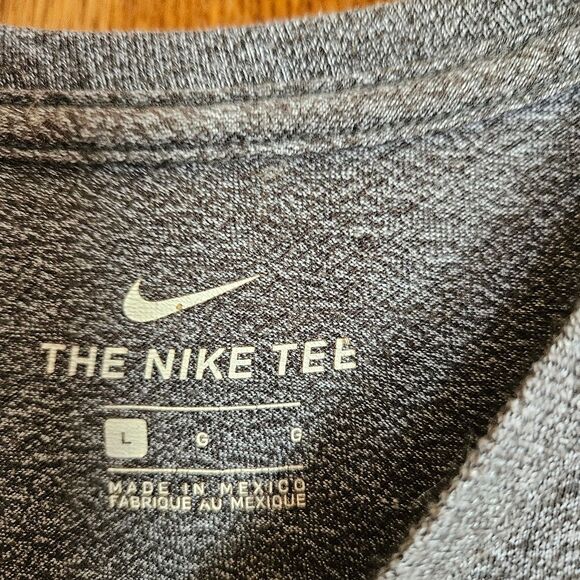 THE NIKE TEE
L G G
MADE IN MEXICO
FABRIQUE AU MEXIQUE